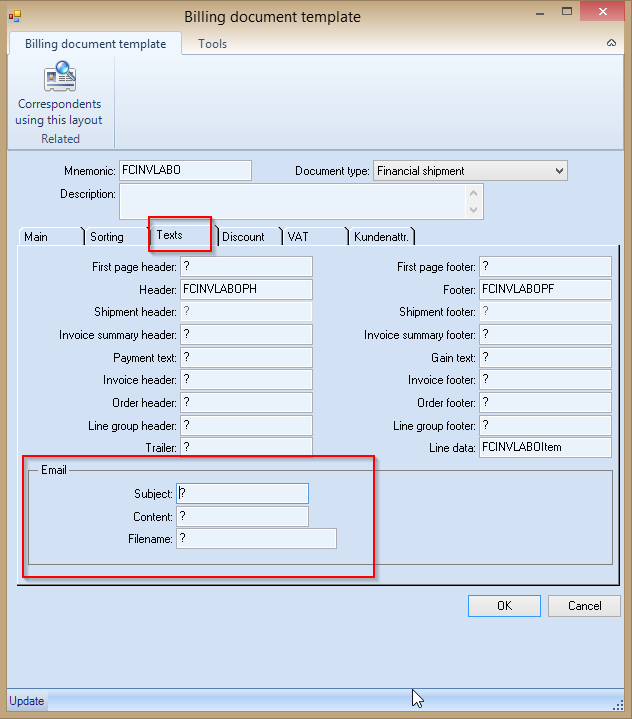 Billing document template
Billing document template Tools
Correspondents
using this layout
Related
Mnemonic: FCINVLABO Document type: Financial shipment
Description:
Main Sorting Texts Discount VAT Kundenattr.
First page header: ? First page footer: ?
Header: FCINVLABOPH Footer: FCINVLABOPF
Shipment header: ? Shipment footer: ?
Invoice summary header: ? Invoice summary footer: ?
Payment text: ? Gain text: ?
Invoice header: ? Invoice footer: ?
Order header: ? Order footer: ?
Line group header: ? Line group footer: ?
Trailer: ? Line data: FCINVLABOItem
Email
Subject: ?
Content: ?
Filename: ?
OK Cancel
Update